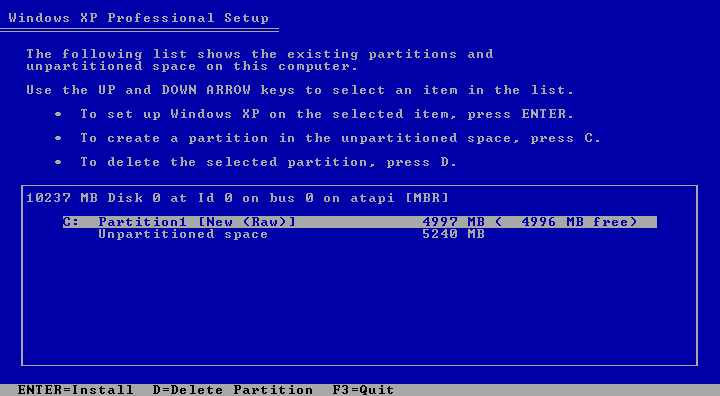 Windows XP Professional Setup
The following list shows the existing partitions and
unpartitioned space on this computer.
Use the UP and DOWN ARROW keys to select an item in the list.
• To set up Windows XP on the selected item, press ENTER.
• To create a partition in the unpartitioned space, press C.
• To delete the selected partition, press D.
10237 MB Disk 0 at Id 0 on bus 0 on atapi [MBR]
C: Partition1 [New (Raw)] 4997 MB ( 4996 MB free)
Unpartitioned space 5240 MB
ENTER=Install D=Delete Partition F3=Quit